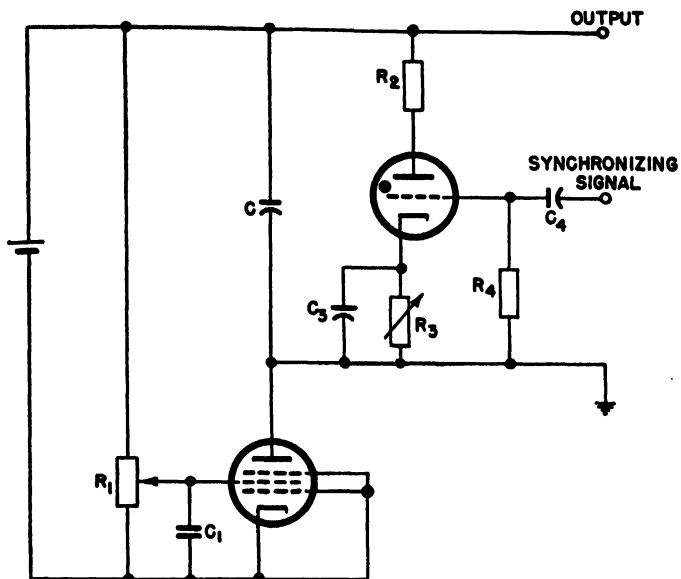 OUTPUT
R2
SYNCHRONIZING
SIGNAL
C
C4
R4
C3
R3
R1
C1